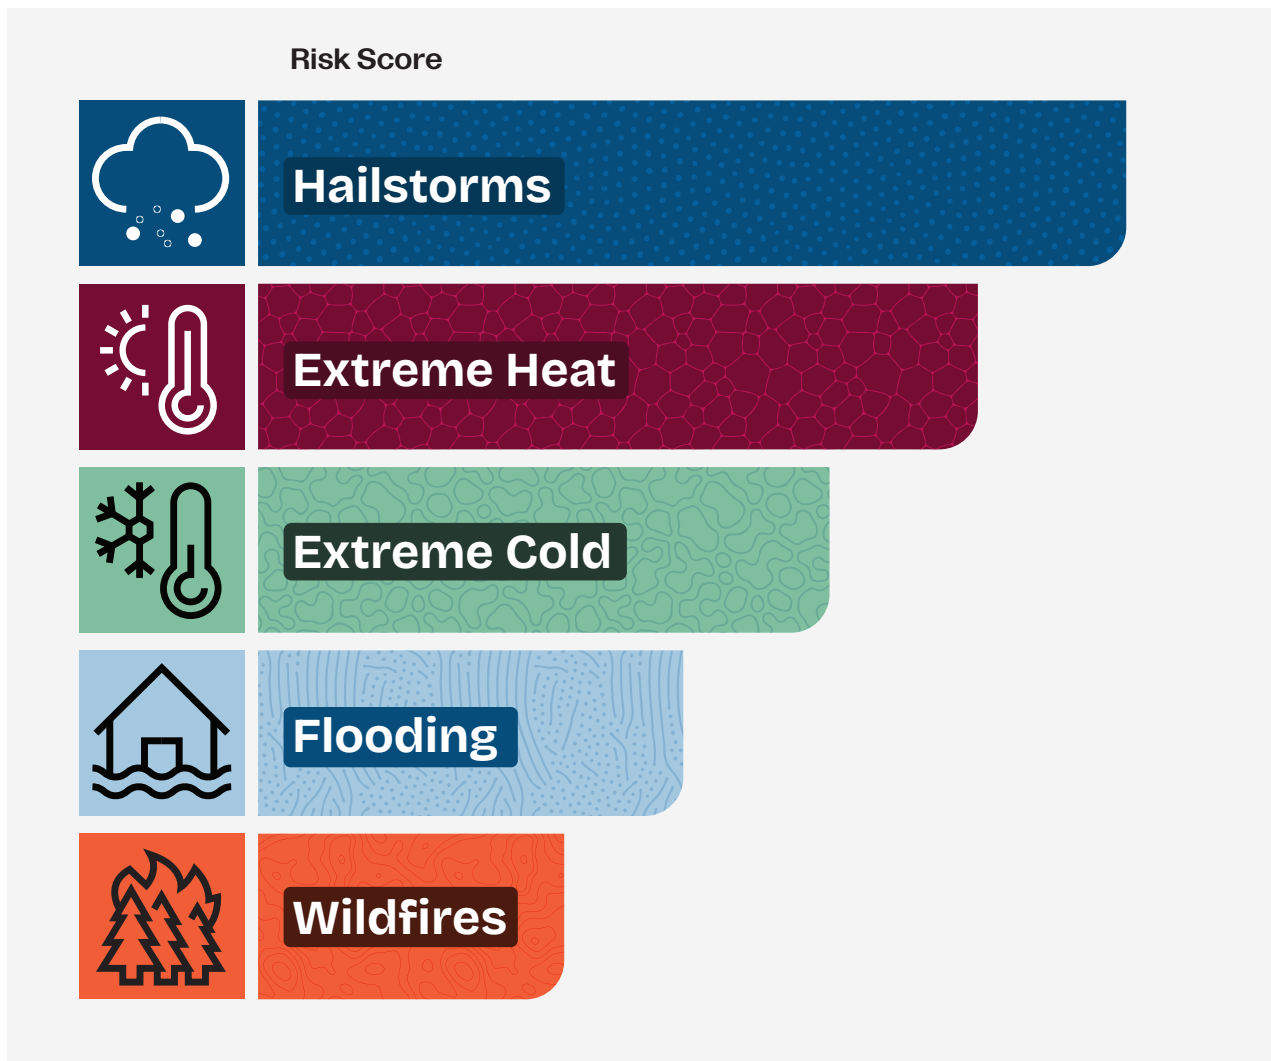 Risk Score
Hailstorms
Extreme Heat
Extreme Cold
Flooding
Wildfires